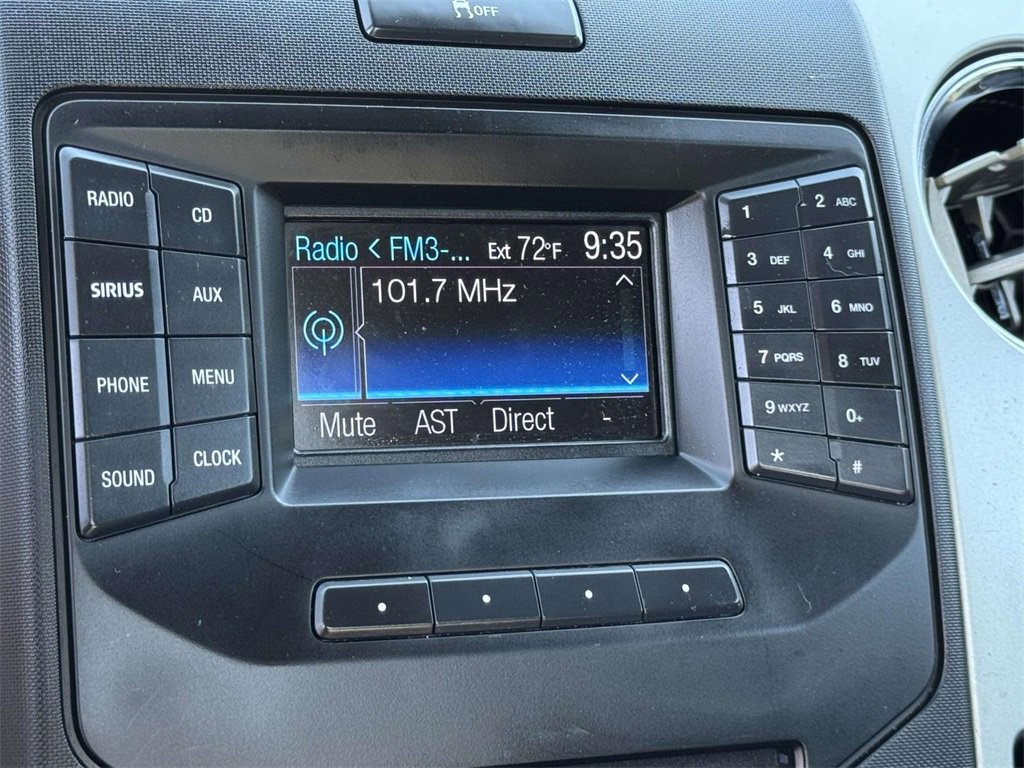 OFF
RADIO
CD
SIRIUS
AUX
PHONE
MENU
SOUND
CLOCK
Radio < FM3-... Ext 72°F 9:35
101.7 MHz
Mute AST Direct -
1
2 ABC
3 DEF
4 GHI
5 JKL
6 MNO
7 PQRS
8 TUV
9 WXYZ
0+
*
#